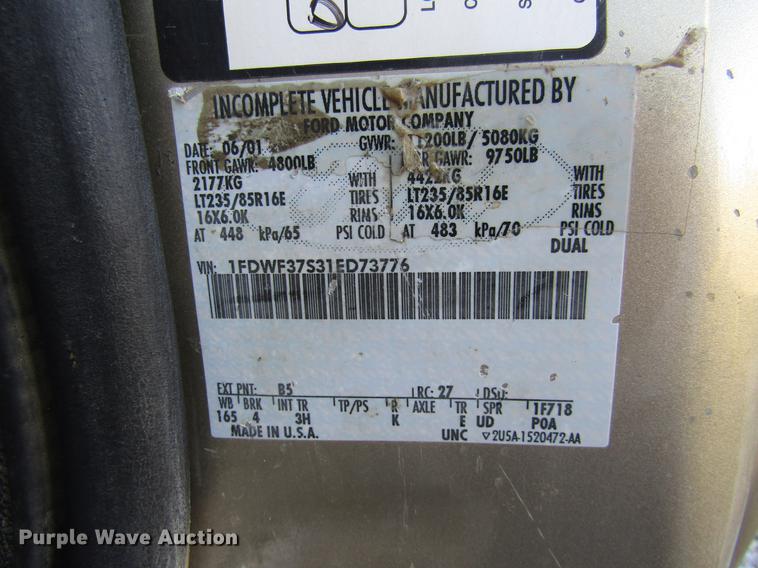 INCOMPLETE VEHICLE MANUFACTURED BY
FORD MOTOR COMPANY
DATE: 06/01 GVWR: 11200LB/ 5080KG
FRONT GAWR: 4800LB RR GAWR: 9750LB
2177KG WITH 4422KG WITH
LT235/85R16E TIRES LT235/85R16E TIRES
16X6.0K RIMS 16X6.0K RIMS
AT 448 kPa/65 PSI COLD AT 483 kPa/70 PSI COLD
DUAL
VIN: 1FDWF37S31ED73776
EXT PNT: B5 RC: 27 DSO:
WB BRK INT TR TP/PS R AXLE TR SPR 1F718
165 4 3H K E UD P0A
MADE IN U.S.A. UNC ▽2U5A-1520472-AA
Purple Wave Auction